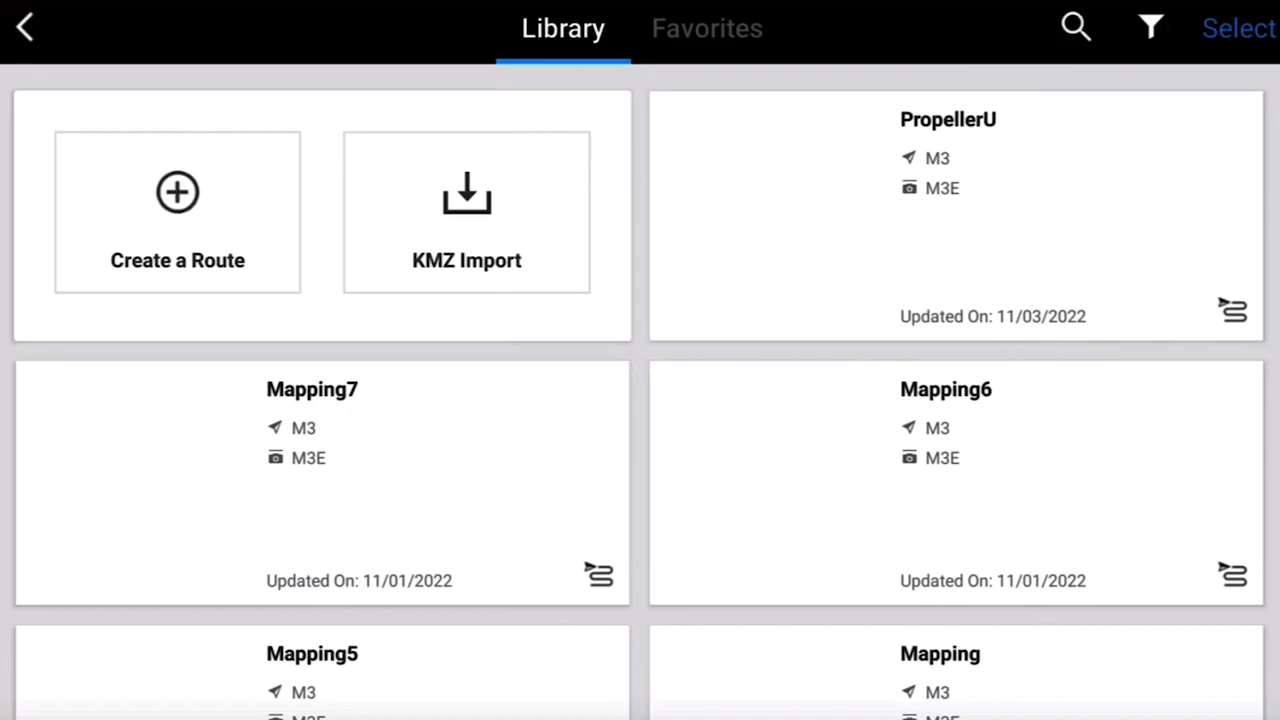 Library
Favorites
Select
Create a Route
KMZ Import
PropellerU
M3
M3E
Updated On: 11/03/2022
Mapping7
M3
M3E
Updated On: 11/01/2022
Mapping6
M3
M3E
Updated On: 11/01/2022
Mapping5
M3
Mapping
M3